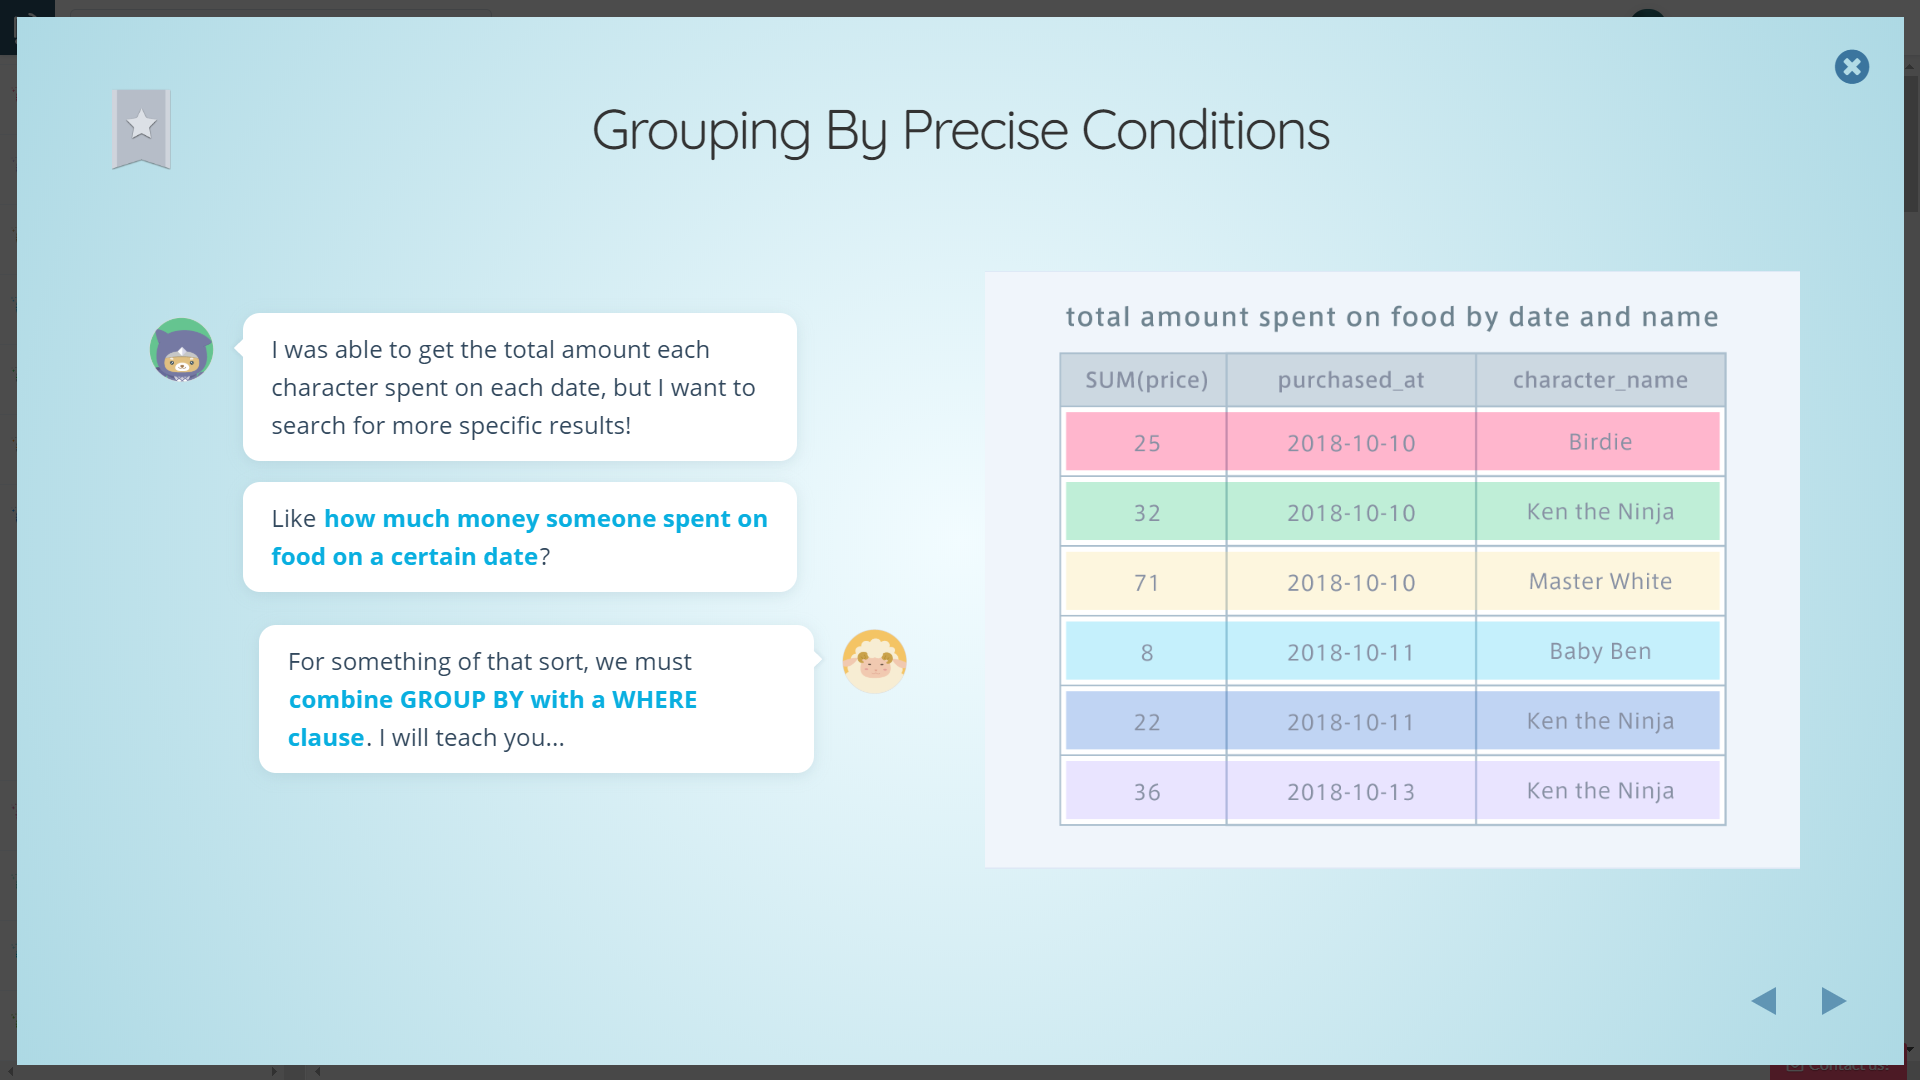 Grouping By Precise Conditions
I was able to get the total amount each
character spent on each date, but I want to
search for more specific results!
Like how much money someone spent on
food on a certain date?
For something of that sort, we must
combine GROUP BY with a WHERE
clause. I will teach you...
total amount spent on food by date and name
SUM(price) purchased_at character_name
25 2018-10-10 Birdie
32 2018-10-10 Ken the Ninja
71 2018-10-10 Master White
8 2018-10-11 Baby Ben
22 2018-10-11 Ken the Ninja
36 2018-10-13 Ken the Ninja
Contact us!